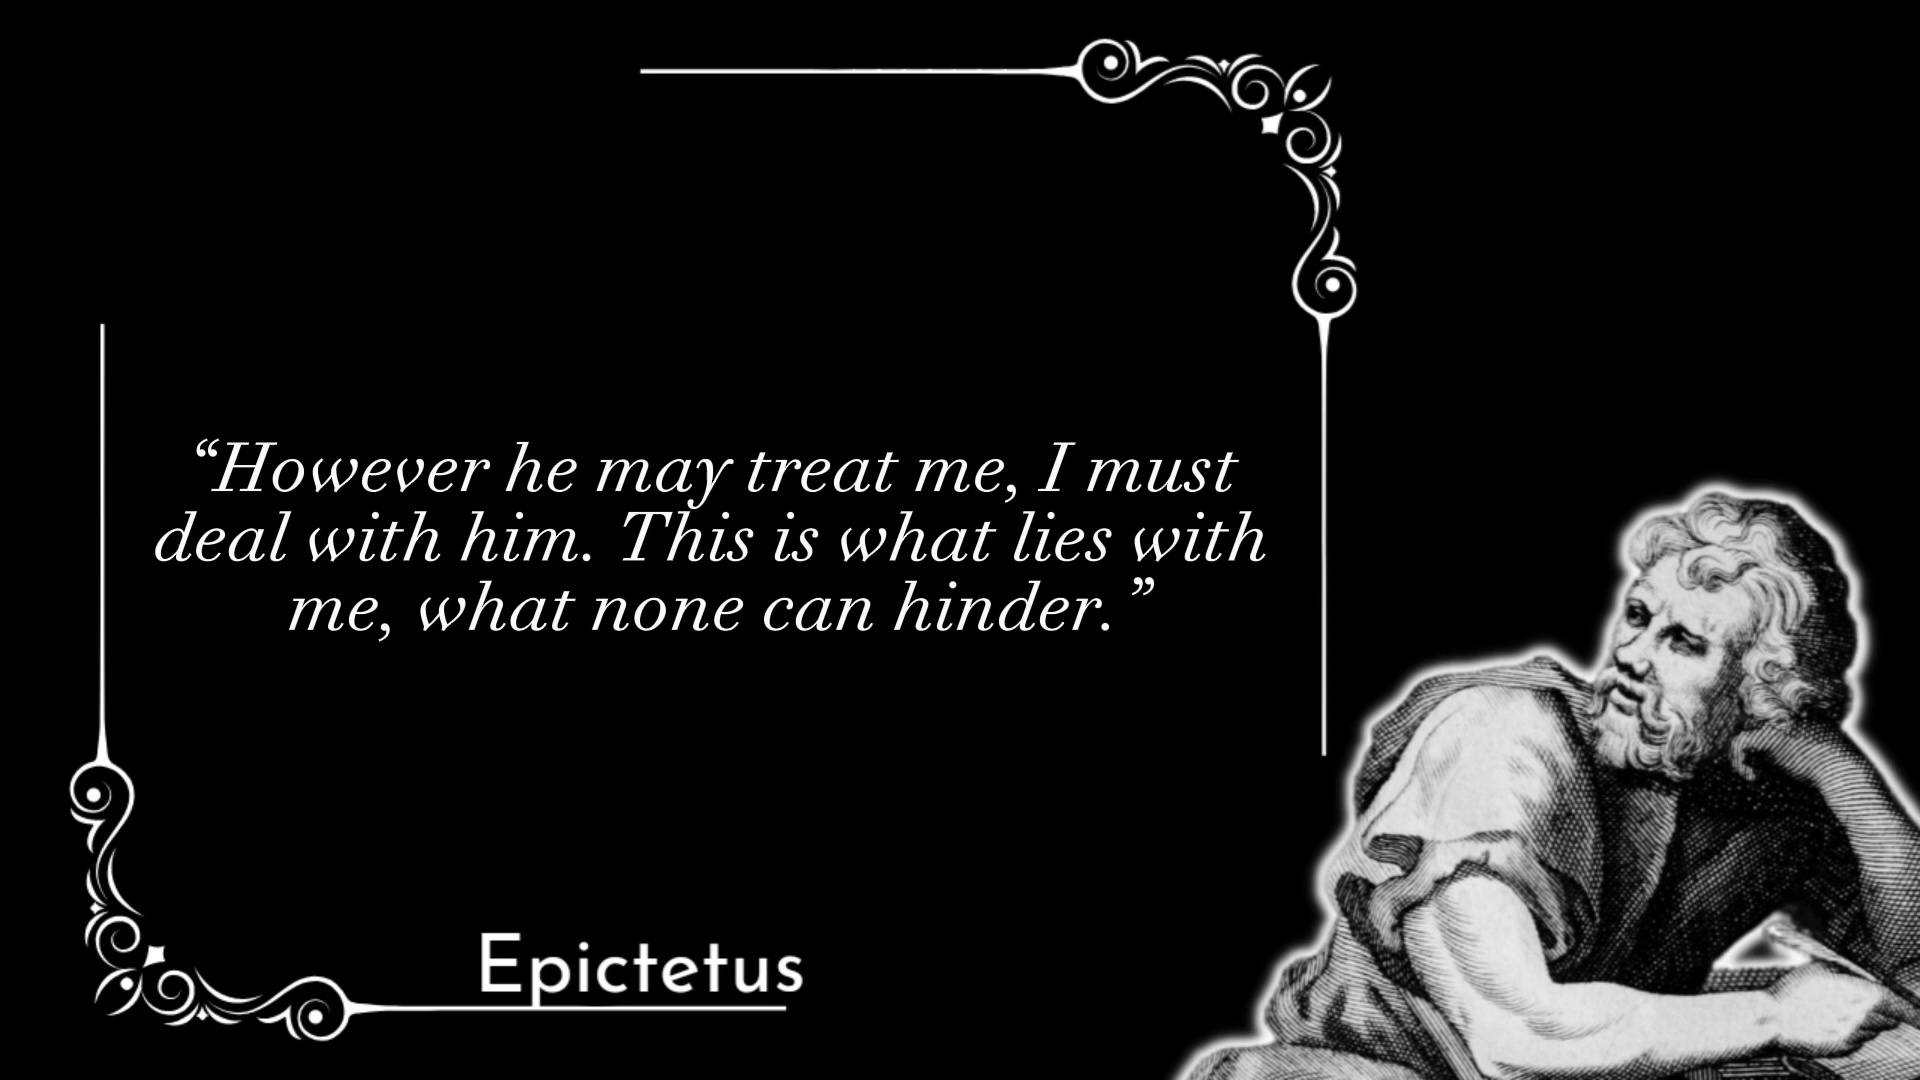 “However he may treat me, I must
deal with him. This is what lies with
me, what none can hinder.”
Epictetus